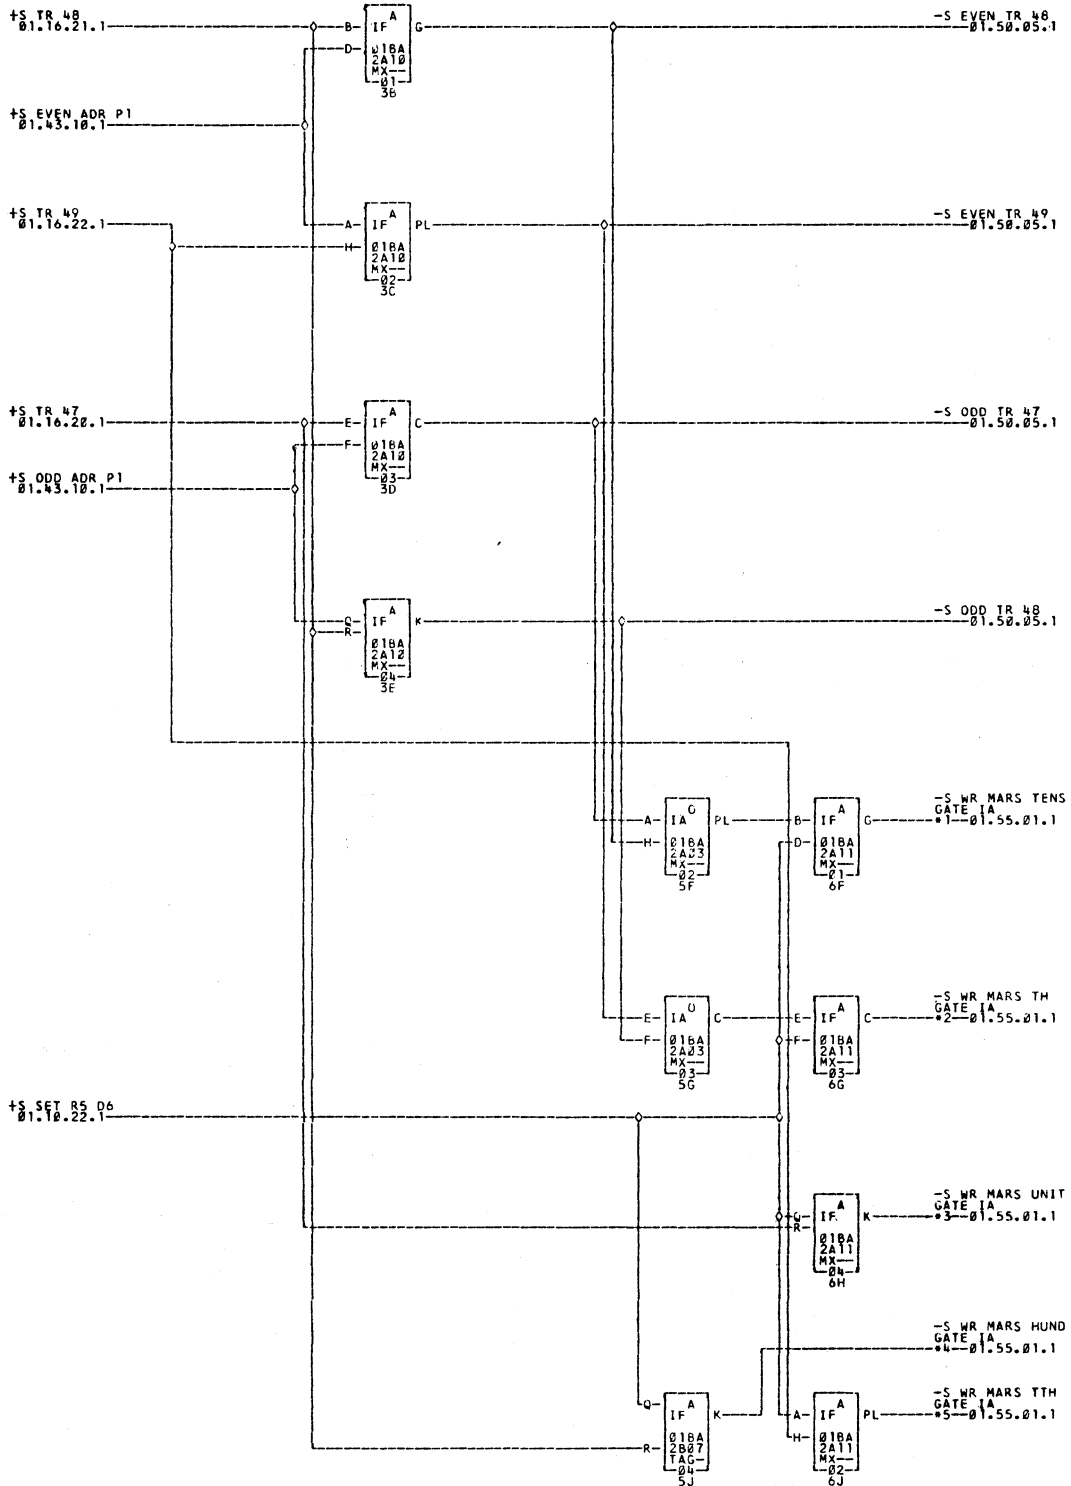 +S TR 48
01.16.21.1
B
D
A
IF
G
01BA
2A10
MX--
01
3B
-S EVEN TR 48
01.50.05.1
+S EVEN ADR P1
01.43.10.1
+S TR 49
01.16.22.1
A
H
A
IF
PL
01BA
2A10
MX--
02
3C
-S EVEN TR 49
01.50.05.1
+S TR 47
01.16.20.1
E
F
A
IF
C
01BA
2A10
MX--
03
3D
-S ODD TR 47
01.50.05.1
+S ODD ADR P1
01.43.10.1
Q
R
A
IF
K
01BA
2A10
MX--
04
3E
-S ODD TR 48
01.50.05.1
A
H
O
IA
PL
01BA
2A03
MX--
02
5F
B
D
A
IF
G
01BA
2A11
MX--
01
6F
-S WR MARS TENS
GATE IA
*1--01.55.01.1
E
F
O
IA
C
01BA
2A03
MX--
03
5G
E
F
A
IF
C
01BA
2A11
MX--
03
6G
-S WR MARS TH
GATE IA
*2--01.55.01.1
+S SET R5 D6
01.10.22.1
Q
R
A
IF
K
01BA
2A11
MX--
04
6H
-S WR MARS UNIT
GATE IA
*3--01.55.01.1
-S WR MARS HUND
GATE IA
*4--01.55.01.1
Q
R
A
IF
K
01BA
2B07
TAG-
04
5J
A
H
A
IF
PL
01BA
2A11
MX--
02
6J
-S WR MARS TTH
GATE IA
*5--01.55.01.1